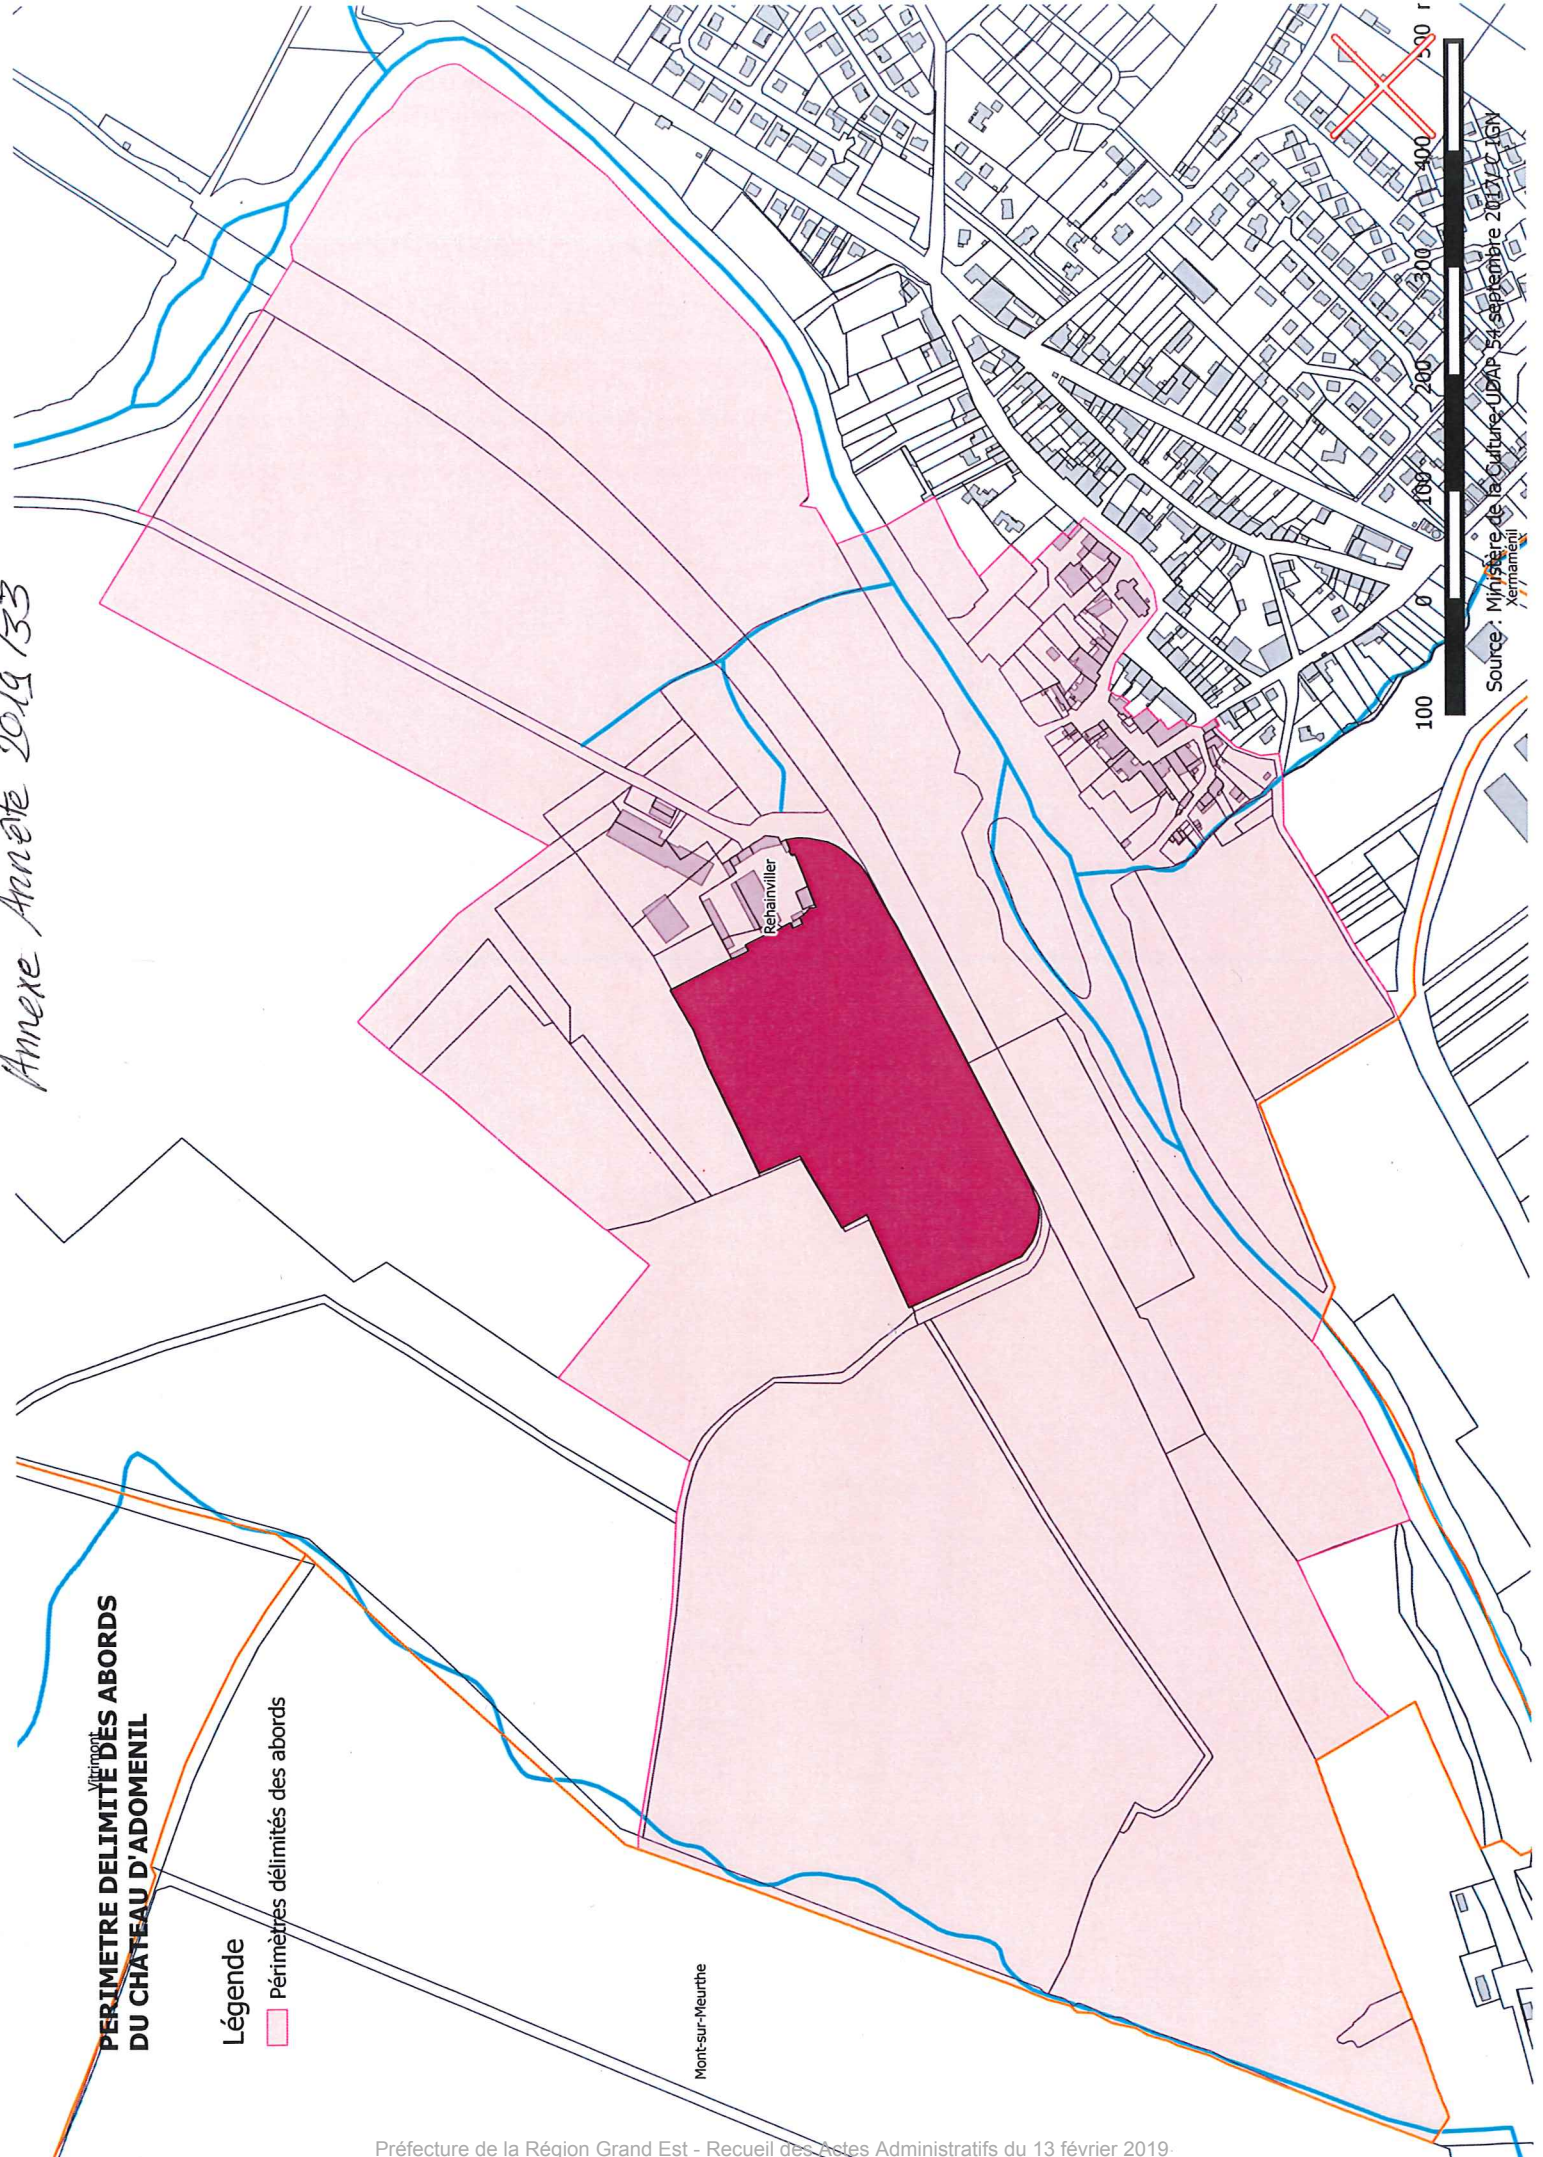 Annexe Arrêté 2019 / 33
PERIMETRE DELIMITE DES ABORDS
DU CHATEAU D'ADOMENIL
Vitrimont
Légende
Périmètres délimités des abords
Mont-sur-Meurthe
Rehainviller
100 0 100 200 300 400 500 m
Source : Ministère de la Culture-UDAP 54 septembre 2017/ © IGN
Xermaménil
Préfecture de la Région Grand Est - Recueil des Actes Administratifs du 13 février 2019